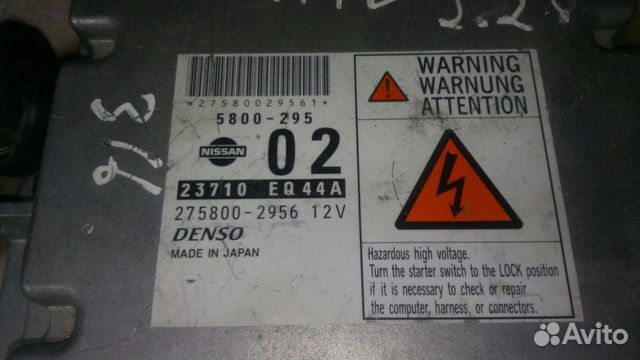 *27580029561*
5800-295
NISSAN
02
23710 EQ44A
275800-2956 12V
DENSO
MADE IN JAPAN
WARNING
WARNUNG
ATTENTION
Hazardous high voltage.
Turn the starter switch to the LOCK position
if it is necessary to check or repair
the computer, harness, or connectors.
Avito